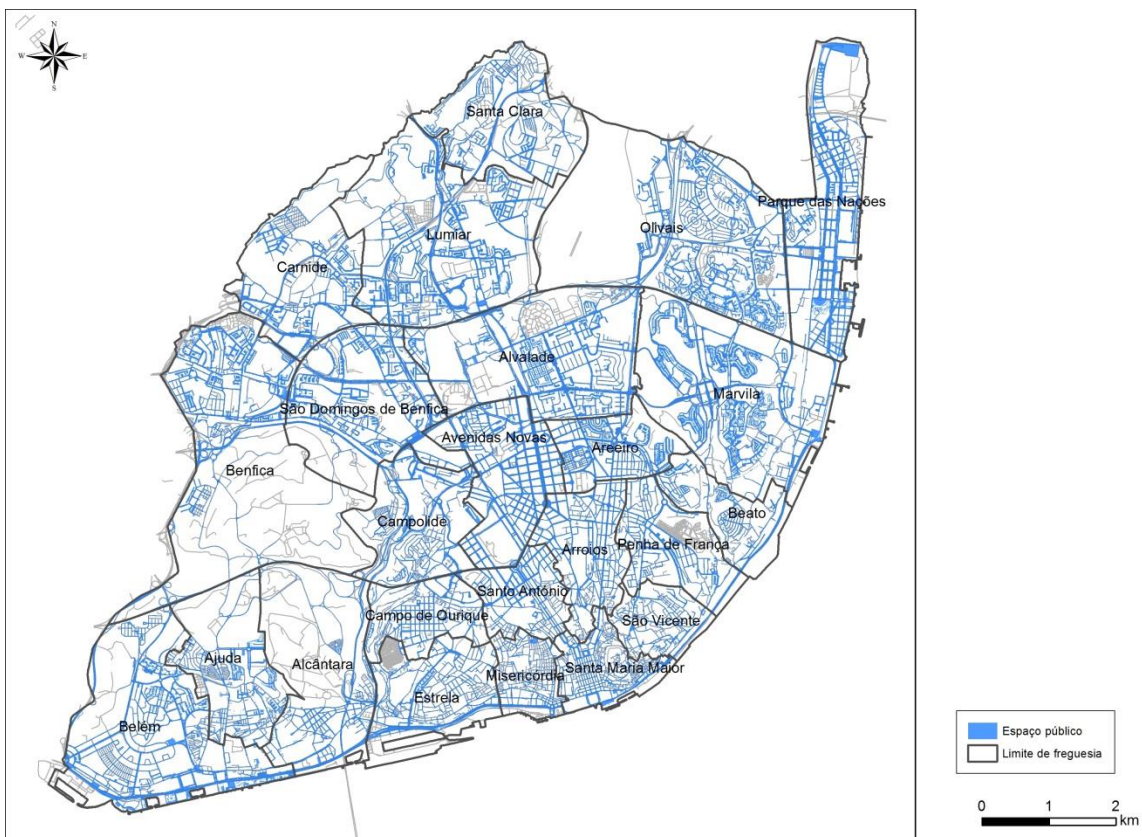 N
W E
S
Santa Clara
Parque das Nações
Olivais
Lumiar
Carnide
Alvalade
Marvila
São Domingos de Benfica
Avenidas Novas
Areeiro
Benfica
Beato
Campolide
Penha de França
Arroios
Santo António
Campo de Ourique
São Vicente
Ajuda
Alcântara
Santa Maria Maior
Misericórdia
Estrela
Belém
Espaço público
Limite de freguesia
0 1 2
km